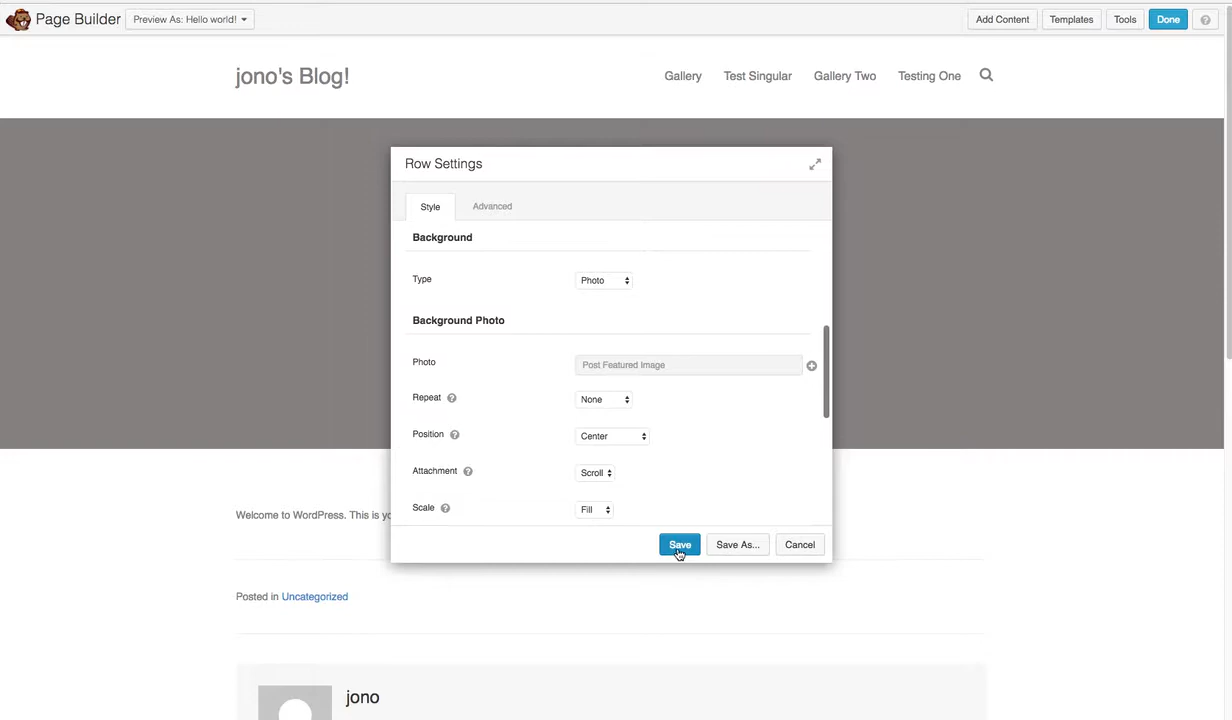 Page Builder
Preview As: Hello world!
Add Content
Templates
Tools
Done
?
jono's Blog!
Gallery
Test Singular
Gallery Two
Testing One
Row Settings
Style
Advanced
Background
Type
Photo
Background Photo
Photo
Post Featured Image
Repeat ?
None
Position ?
Center
Attachment ?
Scroll
Scale ?
Fill
Welcome to WordPress. This is
Save
Save As...
Cancel
Posted in Uncategorized
jono